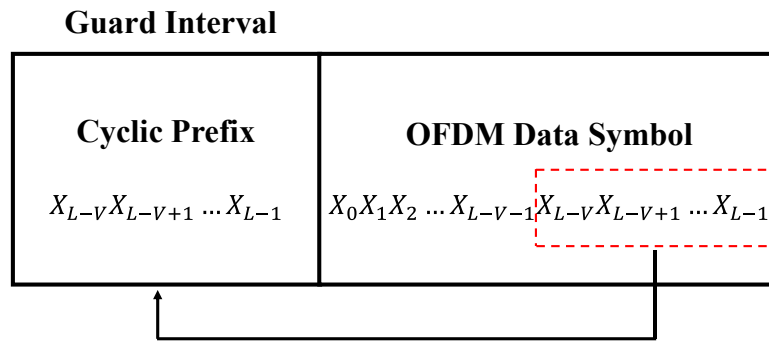 Guard Interval
Cyclic Prefix
OFDM Data Symbol
X_{L-V}X_{L-V+1} … X_{L-1}
X_0X_1X_2 … X_{L-V-1}X_{L-V}X_{L-V+1} … X_{L-1}